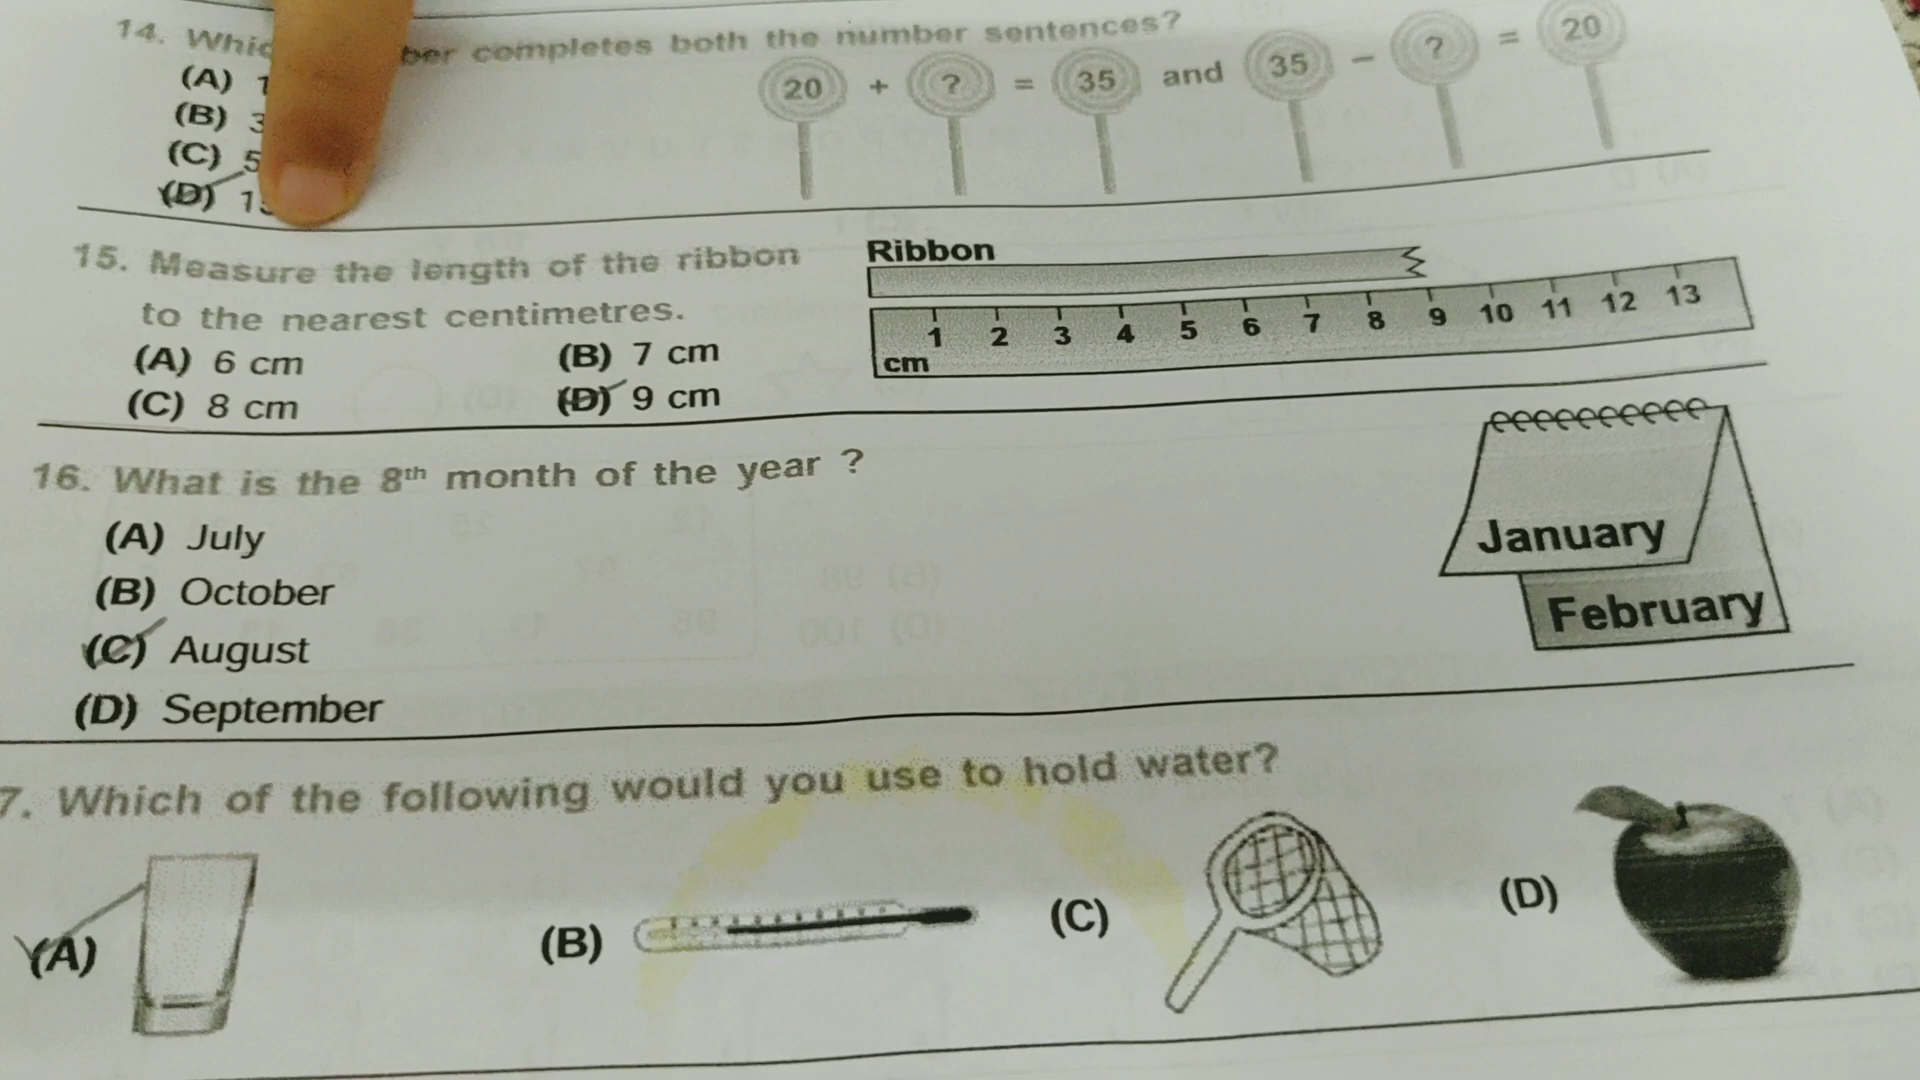 14. ber completes both the number sentences?
(A)
(B) 3
(C) 5
(D)
20 + ? = 35 and 35 - ? = 20
15. Measure the length of the ribbon
to the nearest centimetres.
(A) 6 cm (B) 7 cm
(C) 8 cm (D) 9 cm
Ribbon
1 2 3 4 5 6 7 8 9 10 11 12 13
cm
16. What is the 8th month of the year ?
(A) July
(B) October
(C) August
(D) September
January
February
7. Which of the following would you use to hold water?
(A) (B) (C) (D)